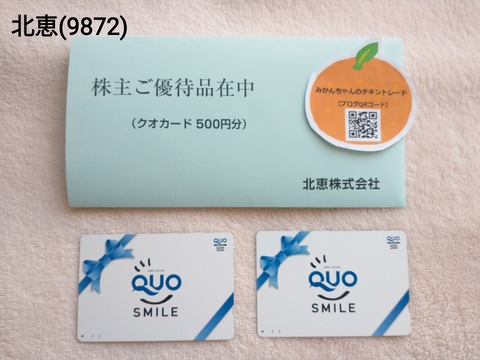 北恵(9872)
株主ご優待品在中
(クオカード 500円分)
みかんちゃんのチキントレード
[ブログQRコード]
北恵株式会社
QUO
500
QUO
SMILE
QUO
500
QUO
SMILE